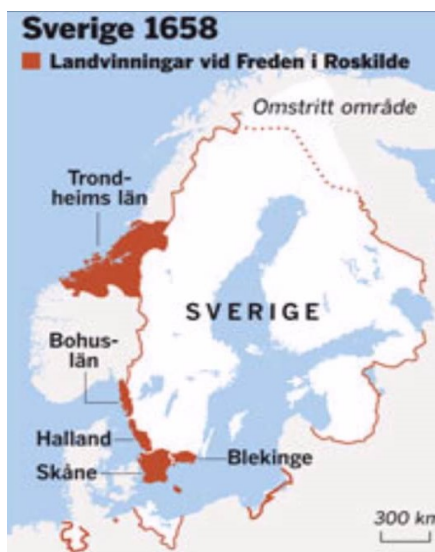 Sverige 1658
Landvinningar vid Freden i Roskilde
Omstritt område
Trond-
heims län
SVERIGE
Bohus-
län
Halland
Skåne
Blekinge
300 km